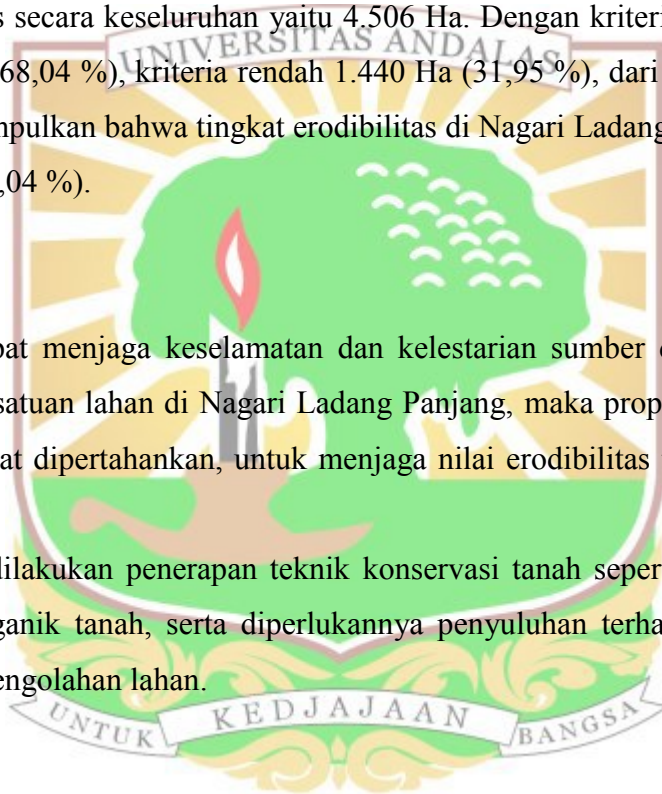 s secara keseluruhan yaitu 4.506 Ha. Dengan kriteri
UNIVERSITAS ANDALAS
68,04 %), kriteria rendah 1.440 Ha (31,95 %), dari
npulkan bahwa tingkat erodibilitas di Nagari Ladang
,04 %).
pat menjaga keselamatan dan kelestarian sumber
satuan lahan di Nagari Ladang Panjang, maka prop
at dipertahankan, untuk menjaga nilai erodibilitas
dilakukan penerapan teknik konservasi tanah seper
ganik tanah, serta diperlukannya penyuluhan terha
engolahan lahan.
UNTUK KEDJAJAAN BANGSA